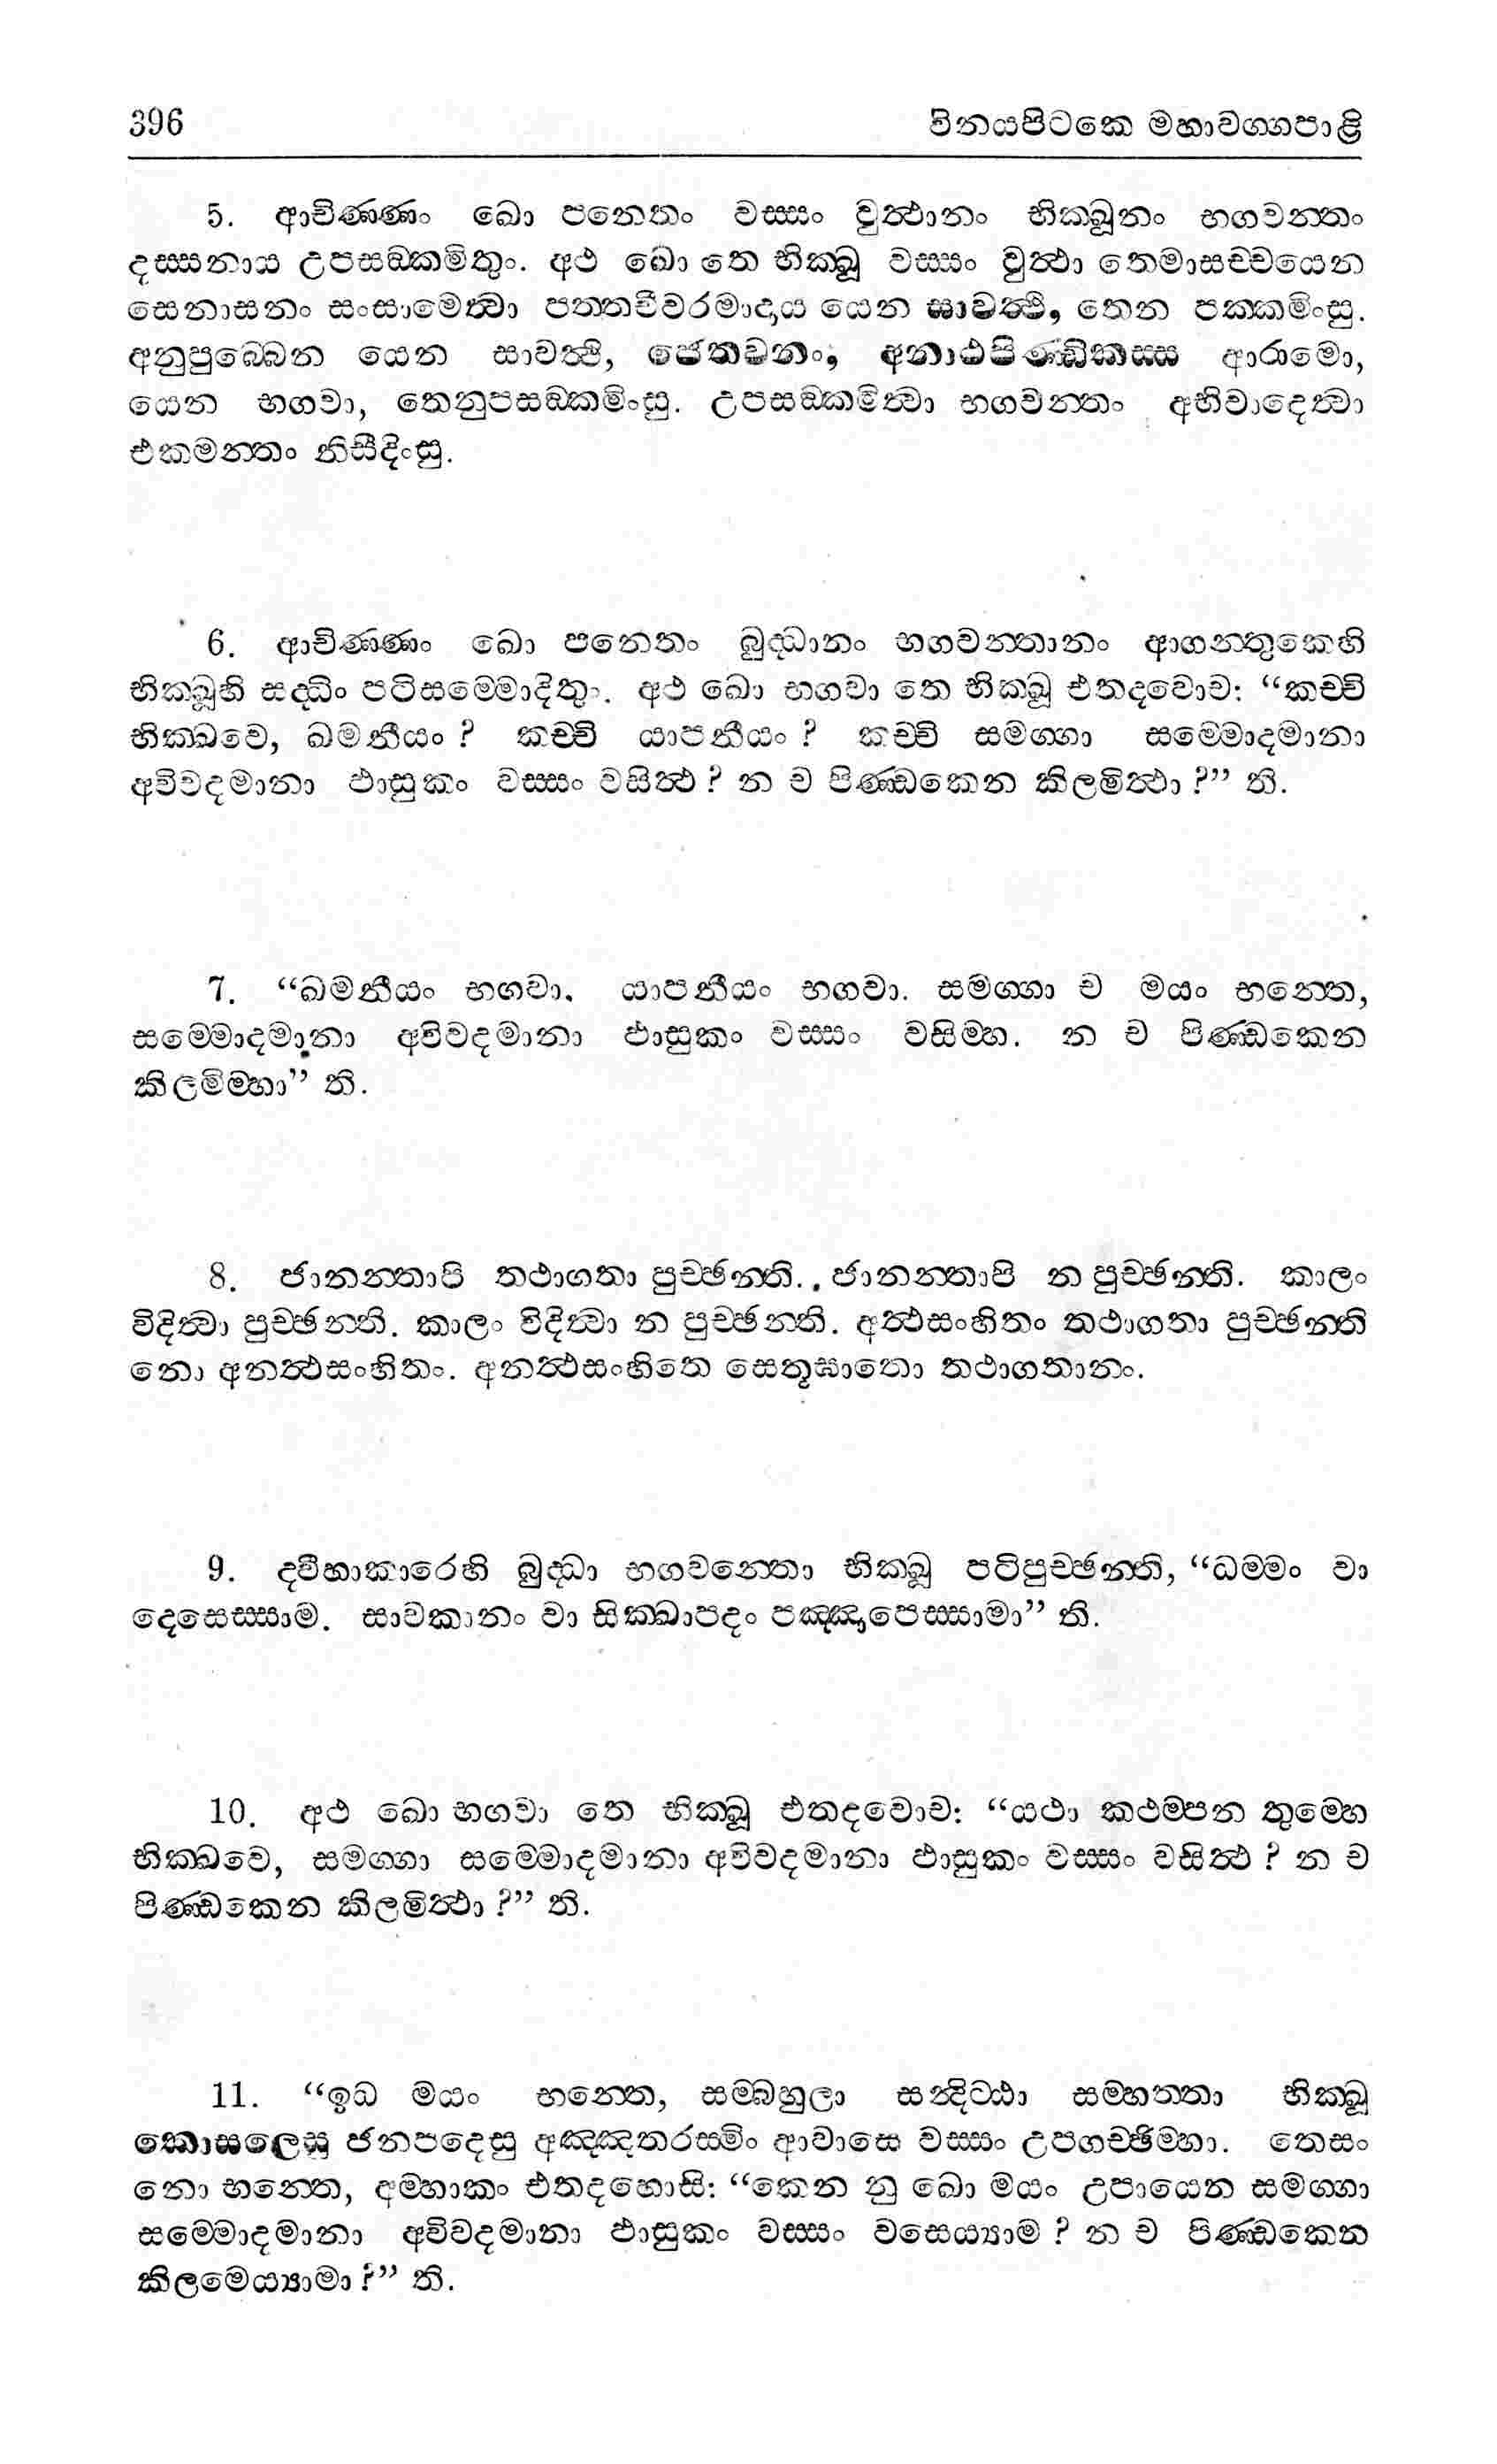 396 විනයපිටකෙ මහාවග්ගපාළි
5. ආචිණ්ණං ඛො පනෙතං වස්සං වුත්ථානං භික්ඛූනං භගවන්තං
දස්සනාය උපසඞ්කමිතුං. අථ ඛො තෙ භික්ඛූ වස්සං වුත්ථා තෙමාසච්චයෙන
සෙනාසනං සංසාමෙත්වා පත්තචීවරමාදාය යෙන සාවත්ථි, තෙන පක්කමිංසු.
අනුපුබ්බෙන යෙන සාවත්ථි, ජෙතවනං, අනාථපිණ්ඩිකස්ස ආරාමො,
යෙන භගවා, තෙනුපසඞ්කමිංසු. උපසඞ්කමිත්වා භගවන්තං අභිවාදෙත්වා
එකමන්තං නිසීදිංසු.
6. ආචිණ්ණං ඛො පනෙතං බුද්ධානං භගවන්තානං ආගන්තුකෙහි
භික්ඛූහි සද්ධිං පටිසම්මොදිතුං. අථ ඛො භගවා තෙ භික්ඛූ එතදවොච: “කච්චි
භික්ඛවෙ, ඛමනීයං ? කච්චි යාපනීයං ? කච්චි සමග්ගා සම්මොදමානා
අවිවදමානා ඵාසුකං වස්සං වසිත්ථ ? න ච පිණ්ඩකෙන කිලමිත්ථා ?” ති.
7. “ඛමනීයං භගවා. යාපනීයං භගවා. සමග්ගා ච මයං භන්තෙ,
සම්මොදමානා අවිවදමානා ඵාසුකං වස්සං වසිම්හ. න ච පිණ්ඩකෙන
කිලමිම්හා” ති.
8. ජානන්තාපි තථාගතා පුච්ඡන්ති.. ජානන්තාපි න පුච්ඡන්ති. කාලං
විදිත්වා පුච්ඡන්ති. කාලං විදිත්වා න පුච්ඡන්ති. අත්ථසංහිතං තථාගතා පුච්ඡන්ති
නො අනත්ථසංහිතං. අනත්ථසංහිතෙ සෙතුඝාතො තථාගතානං.
9. ද්වීහාකාරෙහි බුද්ධා භගවන්තො භික්ඛූ පටිපුච්ඡන්ති, “ධම්මං වා
දෙසෙස්සාම. සාවකානං වා සික්ඛාපදං පඤ්ඤාපෙස්සාමා” ති.
10. අථ ඛො භගවා තෙ භික්ඛූ එතදවොච: “යථා කථම්පන තුම්හෙ
භික්ඛවෙ, සමග්ගා සම්මොදමානා අවිවදමානා ඵාසුකං වස්සං වසිත්ථ ? න ච
පිණ්ඩකෙන කිලමිත්ථා ?” ති.
11. “ඉධ මයං භන්තෙ, සම්බහුලා සන්දිට්ඨා සම්භත්තා භික්ඛූ
කොසලෙසු ජනපදෙසු අඤ්ඤතරස්මිං ආවාසෙ වස්සං උපගච්ඡිම්හා. තෙසං
නො භන්තෙ, අම්හාකං එතදහොසි: “කෙන නු ඛො මයං උපායෙන සමග්ගා
සම්මොදමානා අවිවදමානා ඵාසුකං වස්සං වසෙය්‍යාම ? න ච පිණ්ඩකෙන
කිලමෙය්‍යාමා ?” ති.